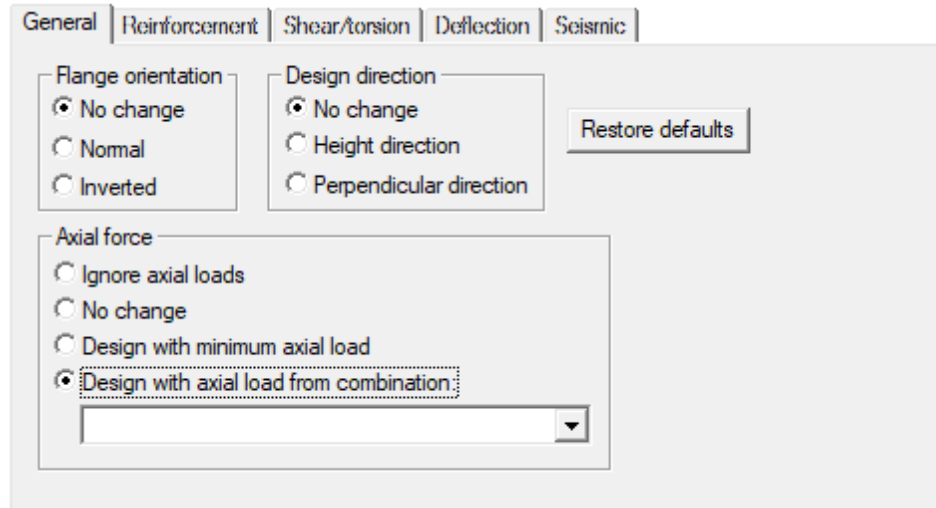 General Reinforcement Shear/torsion Deflection Seismic
Flange orientation
No change
Normal
Inverted
Design direction
No change
Height direction
Perpendicular direction
Restore defaults
Axial force
Ignore axial loads
No change
Design with minimum axial load
Design with axial load from combination: